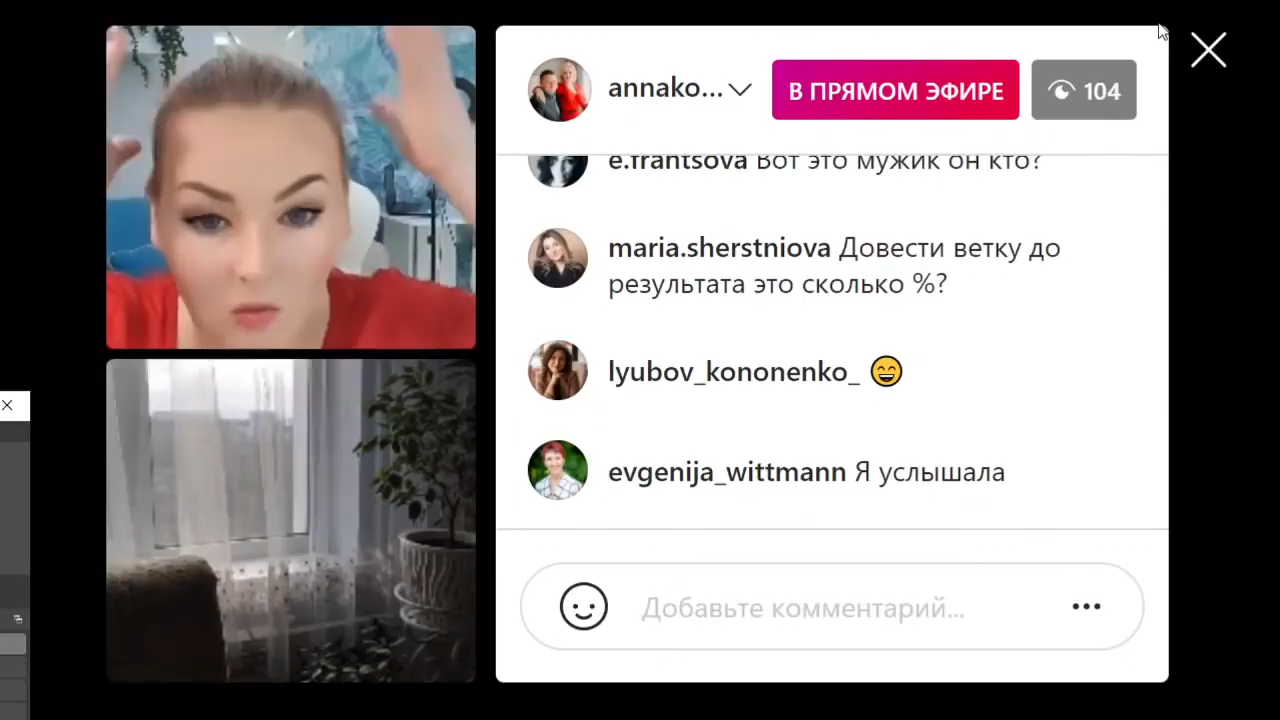 annako...
В ПРЯМОМ ЭФИРЕ
104
e.frantsova Вот это мужик он кто?
maria.sherstniova Довести ветку до
результата это сколько %?
lyubov_kononenko_ 😄
evgenija_wittmann Я услышала
Добавьте комментарий...